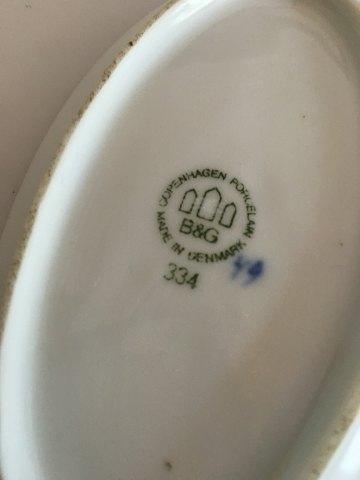 COPENHAGEN PORCELAIN
B&G
MADE IN DENMARK
334